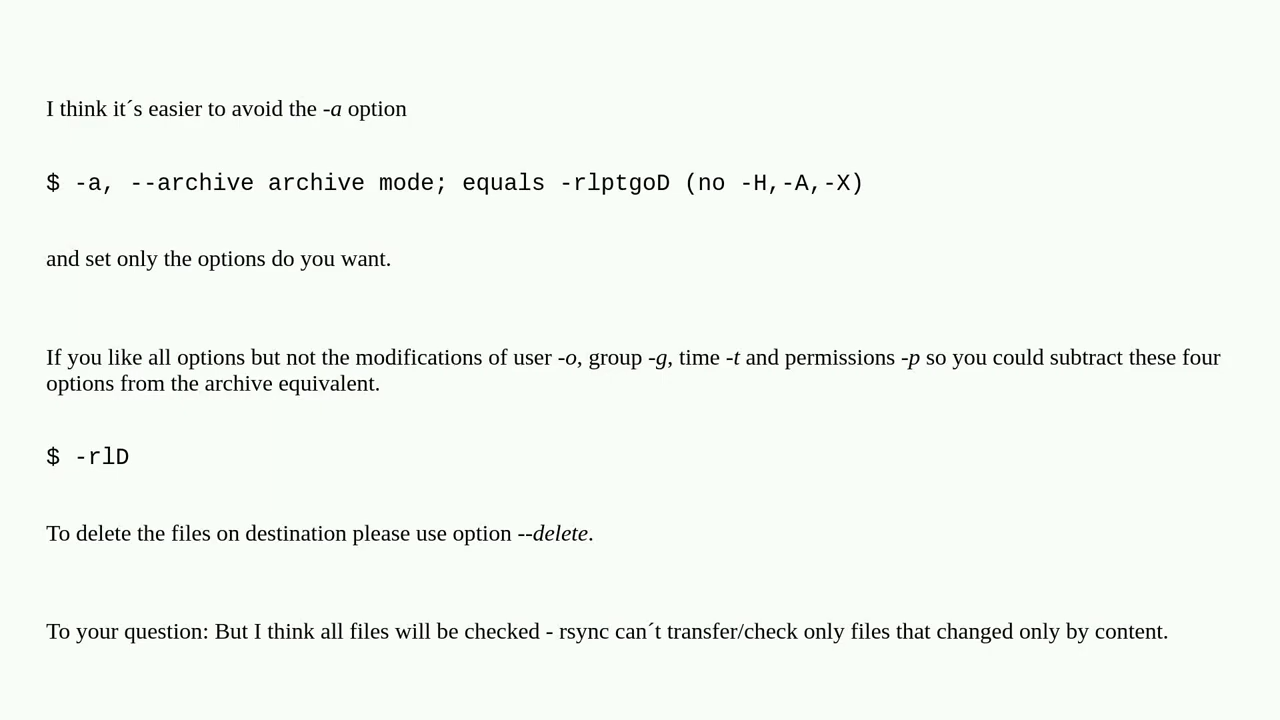 I think it´s easier to avoid the -a option
$ -a, --archive archive mode; equals -rlptgoD (no -H,-A,-X)
and set only the options do you want.
If you like all options but not the modifications of user -o, group -g, time -t and permissions -p so you could subtract these four
options from the archive equivalent.
$ -rlD
To delete the files on destination please use option --delete.
To your question: But I think all files will be checked - rsync can´t transfer/check only files that changed only by content.